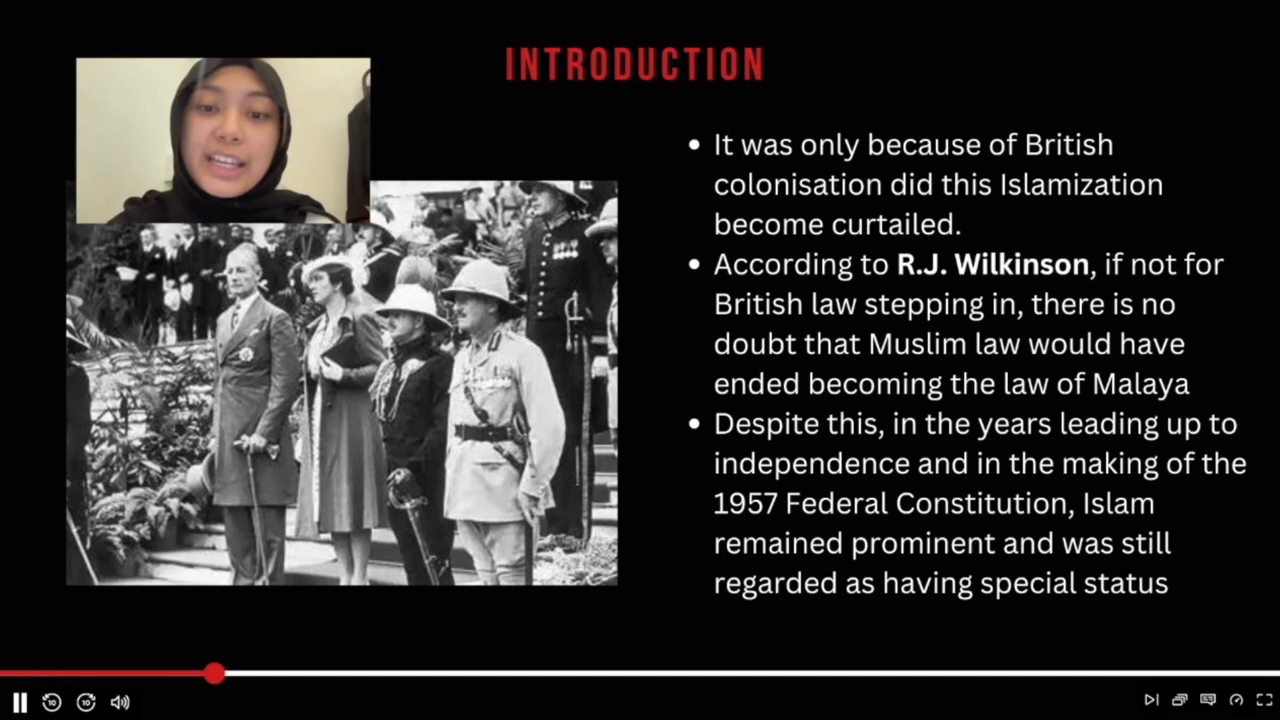 INTRODUCTION
• It was only because of British
colonisation did this Islamization
become curtailed.
• According to R.J. Wilkinson, if not for
British law stepping in, there is no
doubt that Muslim law would have
ended becoming the law of Malaya
• Despite this, in the years leading up to
independence and in the making of the
1957 Federal Constitution, Islam
remained prominent and was still
regarded as having special status
10 10